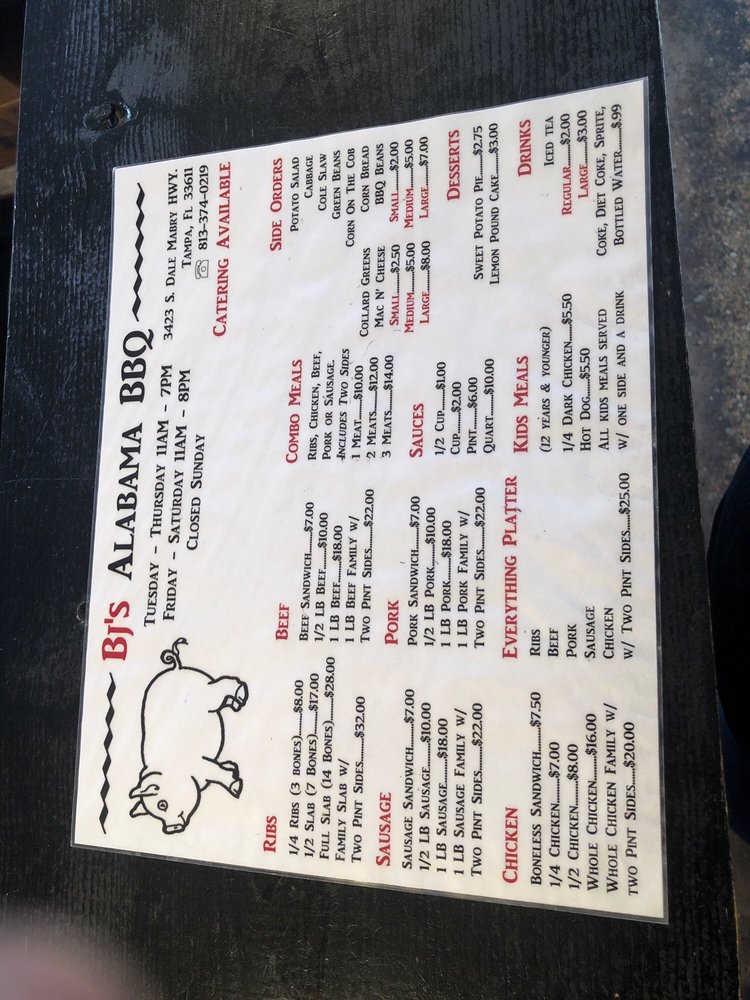 BJ's Alabama BBQ
Tuesday – Thursday 11am – 7pm
Friday – Saturday 11am – 8pm
Closed Sunday
3423 S. Dale Mabry Hwy.
Tampa, Fl 33611
☏ 813-374-0219
Catering Available
Ribs
1/4 Ribs (3 bones)......$8.00
1/2 Slab (7 Bones)......$17.00
Full Slab (14 Bones)......$28.00
Family Slab w/
Two Pint Sides......$32.00
Sausage
Sausage Sandwich......$7.00
1/2 LB Sausage......$10.00
1 LB Sausage......$18.00
1 LB Sausage Family w/
Two Pint Sides......$22.00
Chicken
Boneless Sandwich......$7.50
1/4 Chicken......$7.00
1/2 Chicken......$8.00
Whole Chicken......$16.00
Whole Chicken Family w/
two Pint Sides......$20.00
Beef
Beef Sandwich......$7.00
1/2 LB Beef......$10.00
1 LB Beef......$18.00
1 LB Beef Family w/
Two Pint Sides......$22.00
Pork
Pork Sandwich......$7.00
1/2 LB Pork......$10.00
1 LB Pork......$18.00
1 LB Pork Family w/
Two Pint Sides......$22.00
Everything Platter
Ribs
Beef
Pork
Sausage
Chicken
w/ Two Pint Sides......$25.00
Combo Meals
Ribs, Chicken, Beef,
Pork or Sausage.
Includes Two Sides
1 Meat......$10.00
2 Meats......$12.00
3 Meats......$14.00
Sauces
1/2 Cup......$1.00
Cup......$2.00
Pint......$6.00
Quart......$10.00
Kids Meals
(12 years & younger)
1/4 Dark Chicken......$5.50
Hot Dog......$5.50
All kids meals served
w/ one side and a drink
Side Orders
Potato Salad
Cabbage
Cole Slaw
Green Beans
Corn On The Cob
Corn Bread
BBQ Beans
Small......$2.00
Medium......$5.00
Large......$7.00
Collard Greens
Mac N' Cheese
Small......$2.50
Medium......$5.00
Large......$8.00
Desserts
Sweet Potato Pie......$2.75
Lemon Pound Cake......$3.00
Drinks
Iced tea
Regular......$2.00
Large......$3.00
Coke, Diet Coke, Sprite,
Bottled Water......$.99